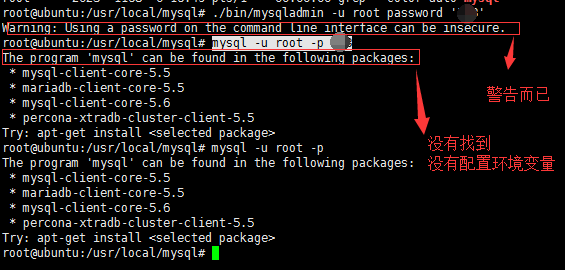 root@ubuntu:/usr/local/mysql# ./bin/mysqladmin -u root password '
Warning: Using a password on the command line interface can be insecure.
root@ubuntu:/usr/local/mysql# mysql -u root -p
The program 'mysql' can be found in the following packages:
* mysql-client-core-5.5
* mariadb-client-core-5.5
* mysql-client-core-5.6
* percona-xtradb-cluster-client-5.5
Try: apt-get install <selected package>
警告而已
root@ubuntu:/usr/local/mysql# mysql -u root -p
没有找到
The program 'mysql' can be found in the following packages:
没有配置环境变量
* mysql-client-core-5.5
* mariadb-client-core-5.5
* mysql-client-core-5.6
* percona-xtradb-cluster-client-5.5
Try: apt-get install <selected package>
root@ubuntu:/usr/local/mysql#